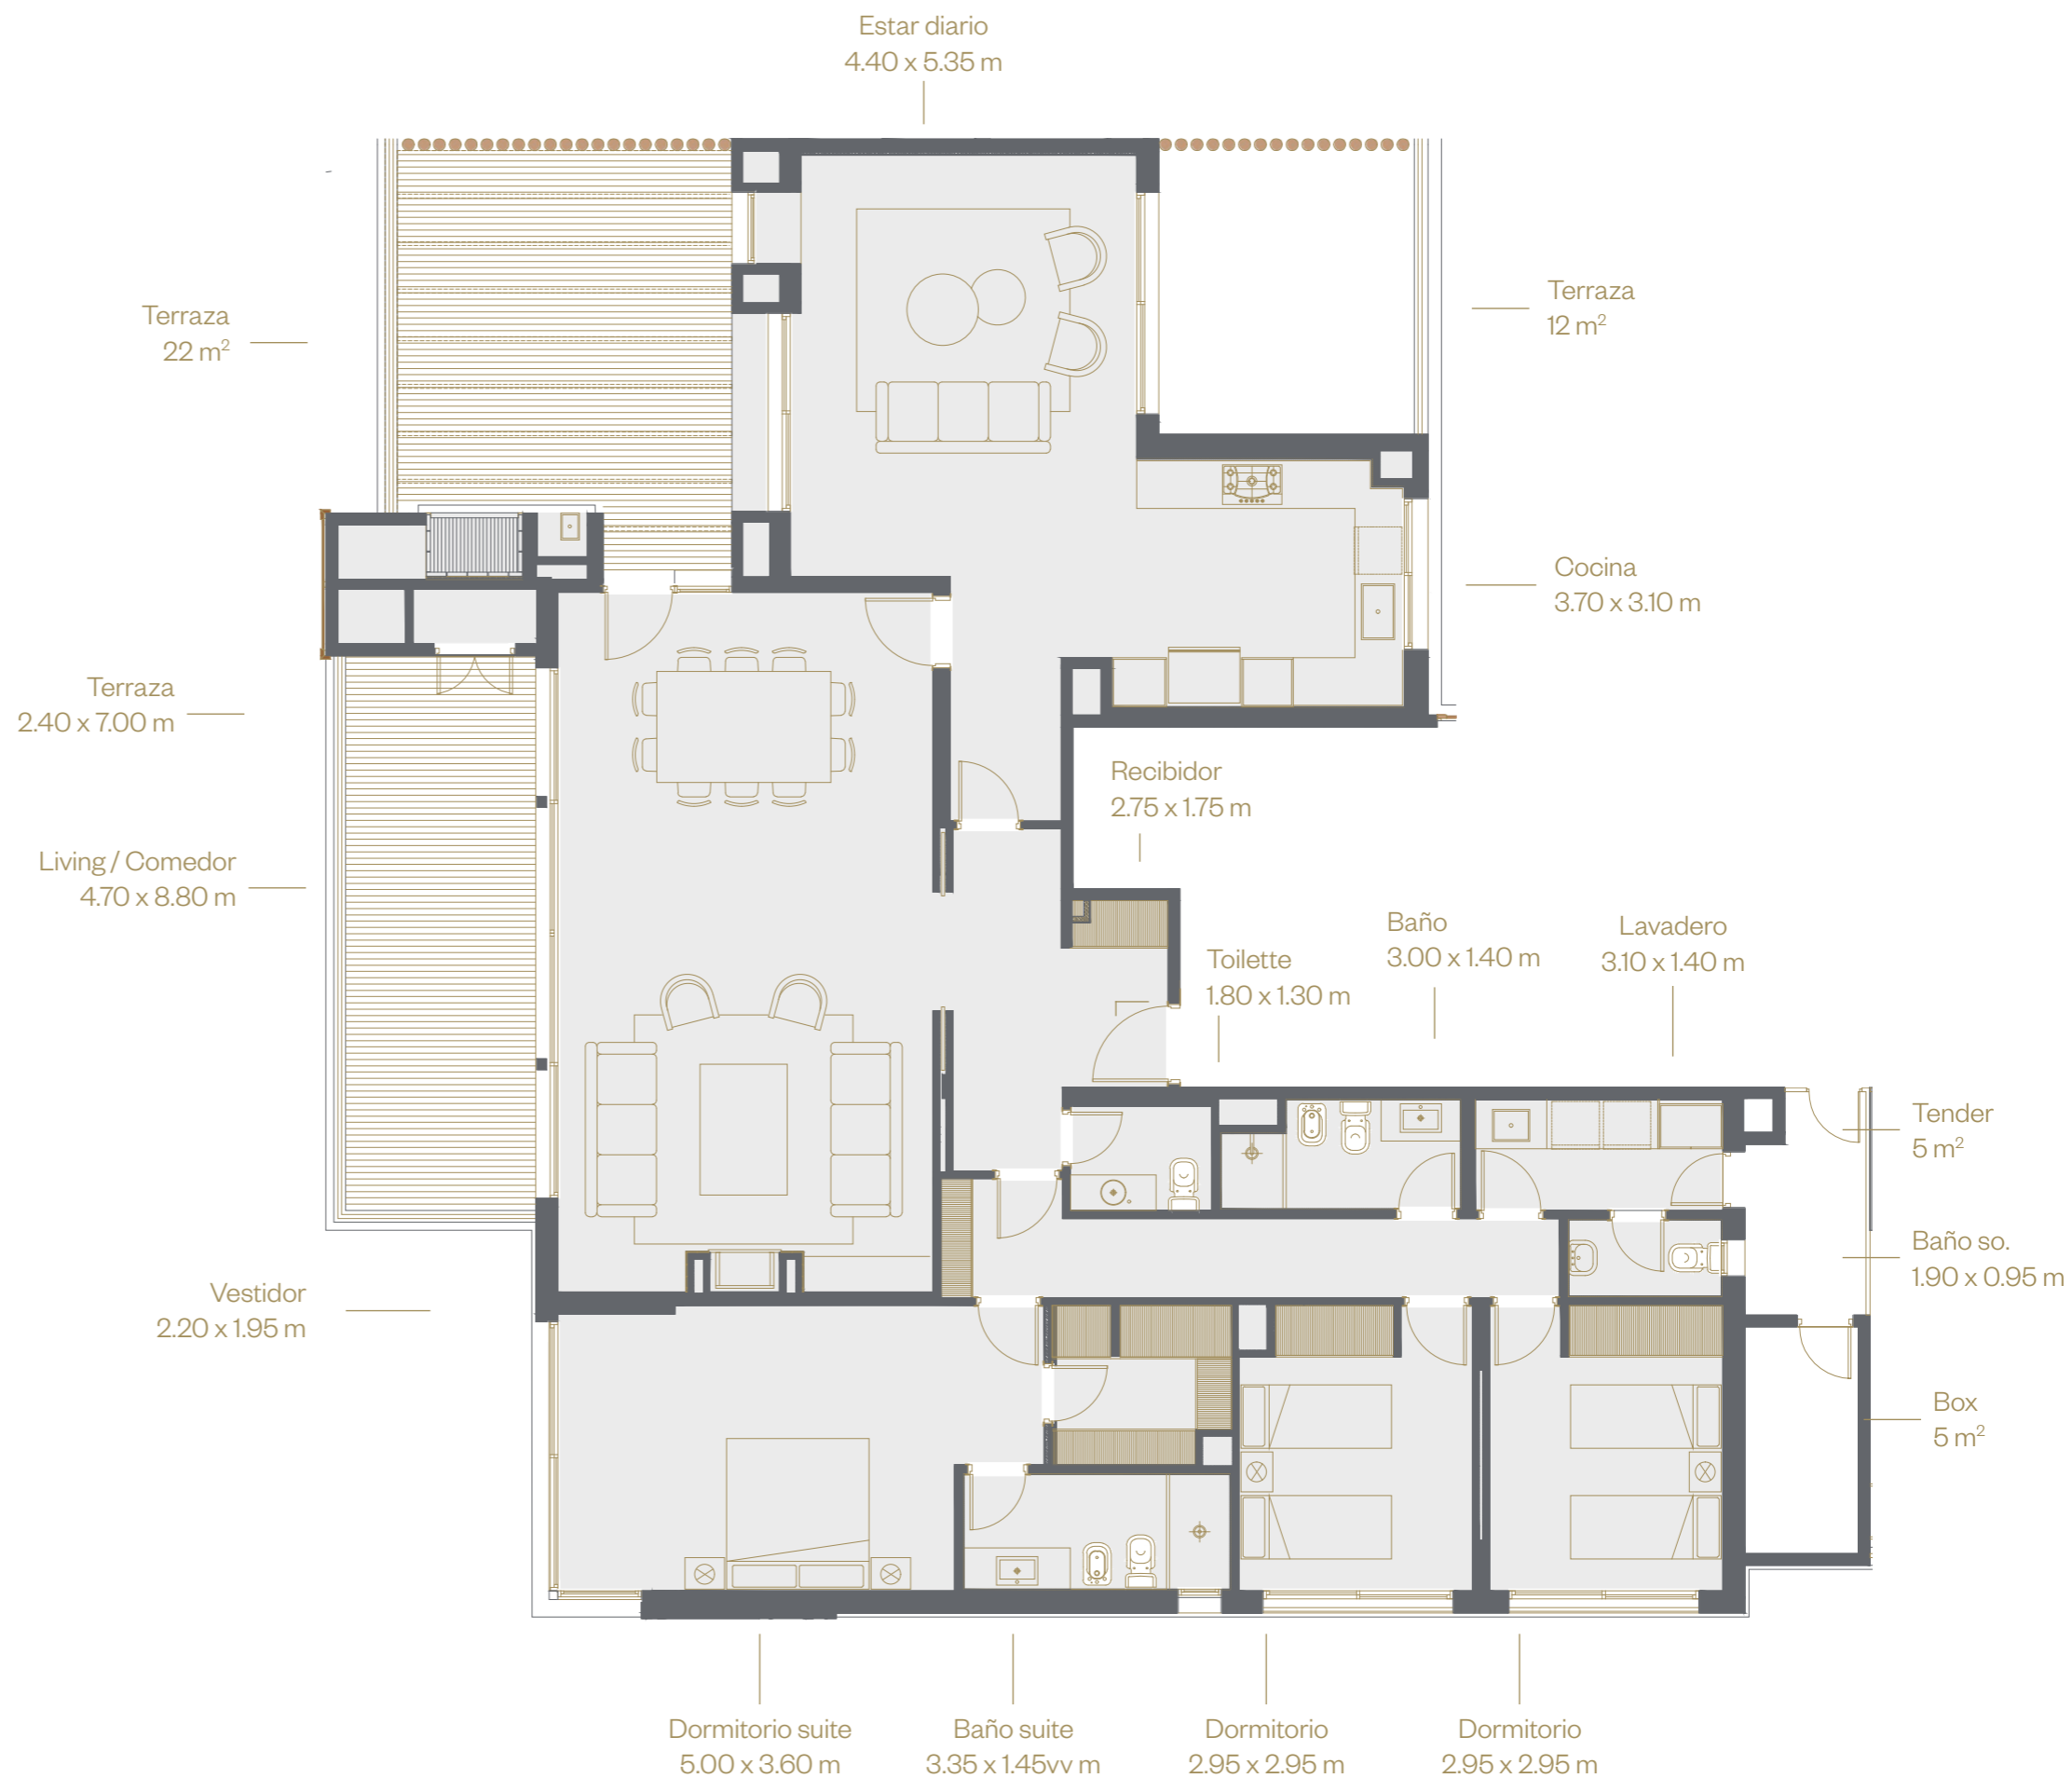 Estar diario
4.40 x 5.35 m
Terraza
22 m²
Terraza
12 m²
Cocina
3.70 x 3.10 m
Terraza
2.40 x 7.00 m
Recibidor
2.75 x 1.75 m
Living / Comedor
4.70 x 8.80 m
Toilette
1.80 x 1.30 m
Baño
3.00 x 1.40 m
Lavadero
3.10 x 1.40 m
Tender
5 m²
Baño so.
1.90 x 0.95 m
Vestidor
2.20 x 1.95 m
Box
5 m²
Dormitorio suite
5.00 x 3.60 m
Baño suite
3.35 x 1.45vv m
Dormitorio
2.95 x 2.95 m
Dormitorio
2.95 x 2.95 m